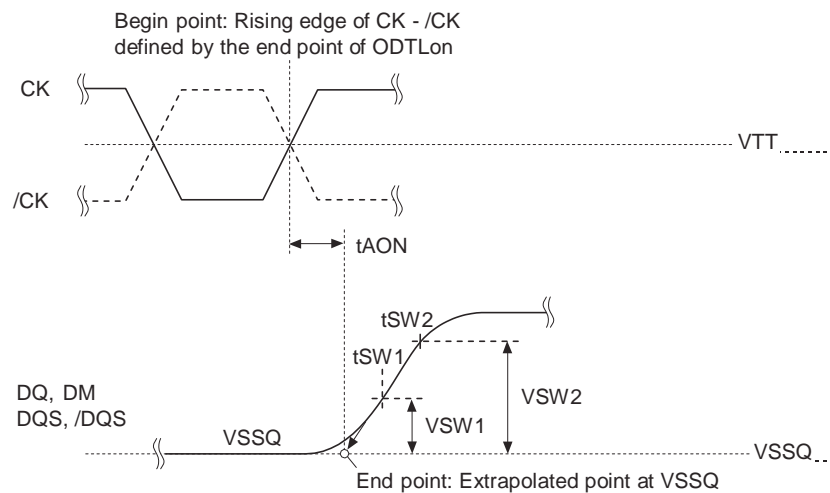 Begin point: Rising edge of CK - /CK
defined by the end point of ODTLon
CK
VTT
/CK
tAON
tSW2
tSW1
DQ, DM
DQS, /DQS
VSW2
VSW1
VSSQ
VSSQ
End point: Extrapolated point at VSSQ